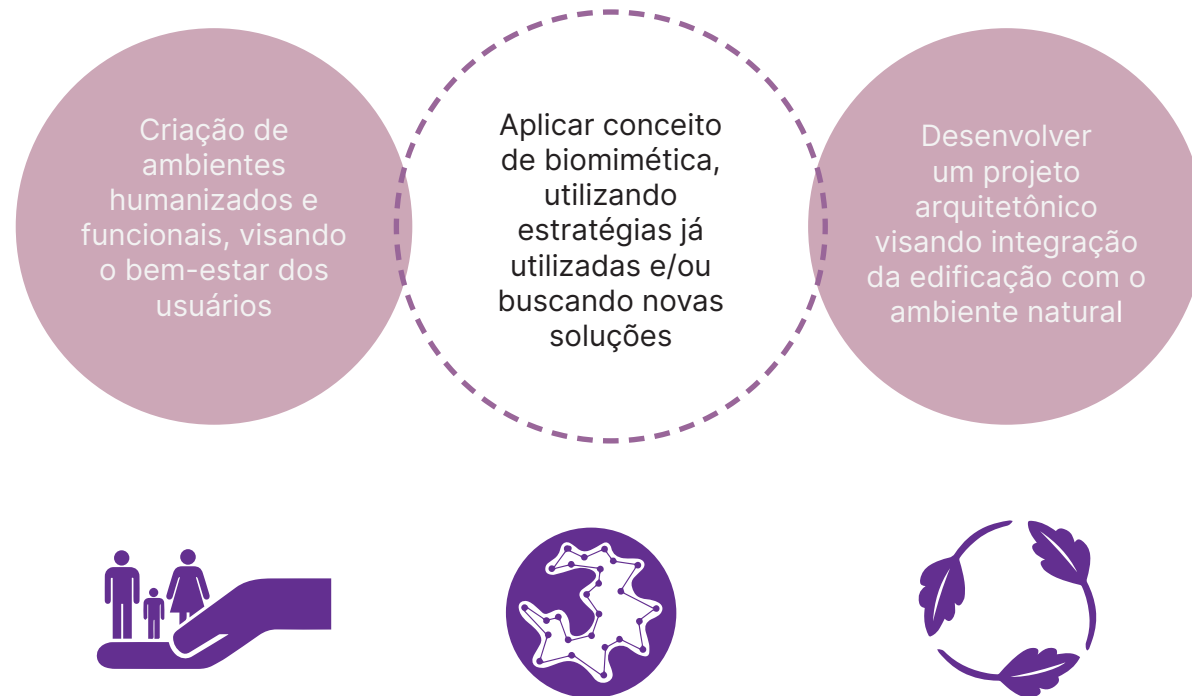 Criação de
ambientes
humanizados e
funcionais, visando
o bem-estar dos
usuários
Aplicar conceito
de biomimética,
utilizando
estratégias já
utilizadas e/ou
buscando novas
soluções
Desenvolver
um projeto
arquitetônico
visando integração
da edificação com o
ambiente natural